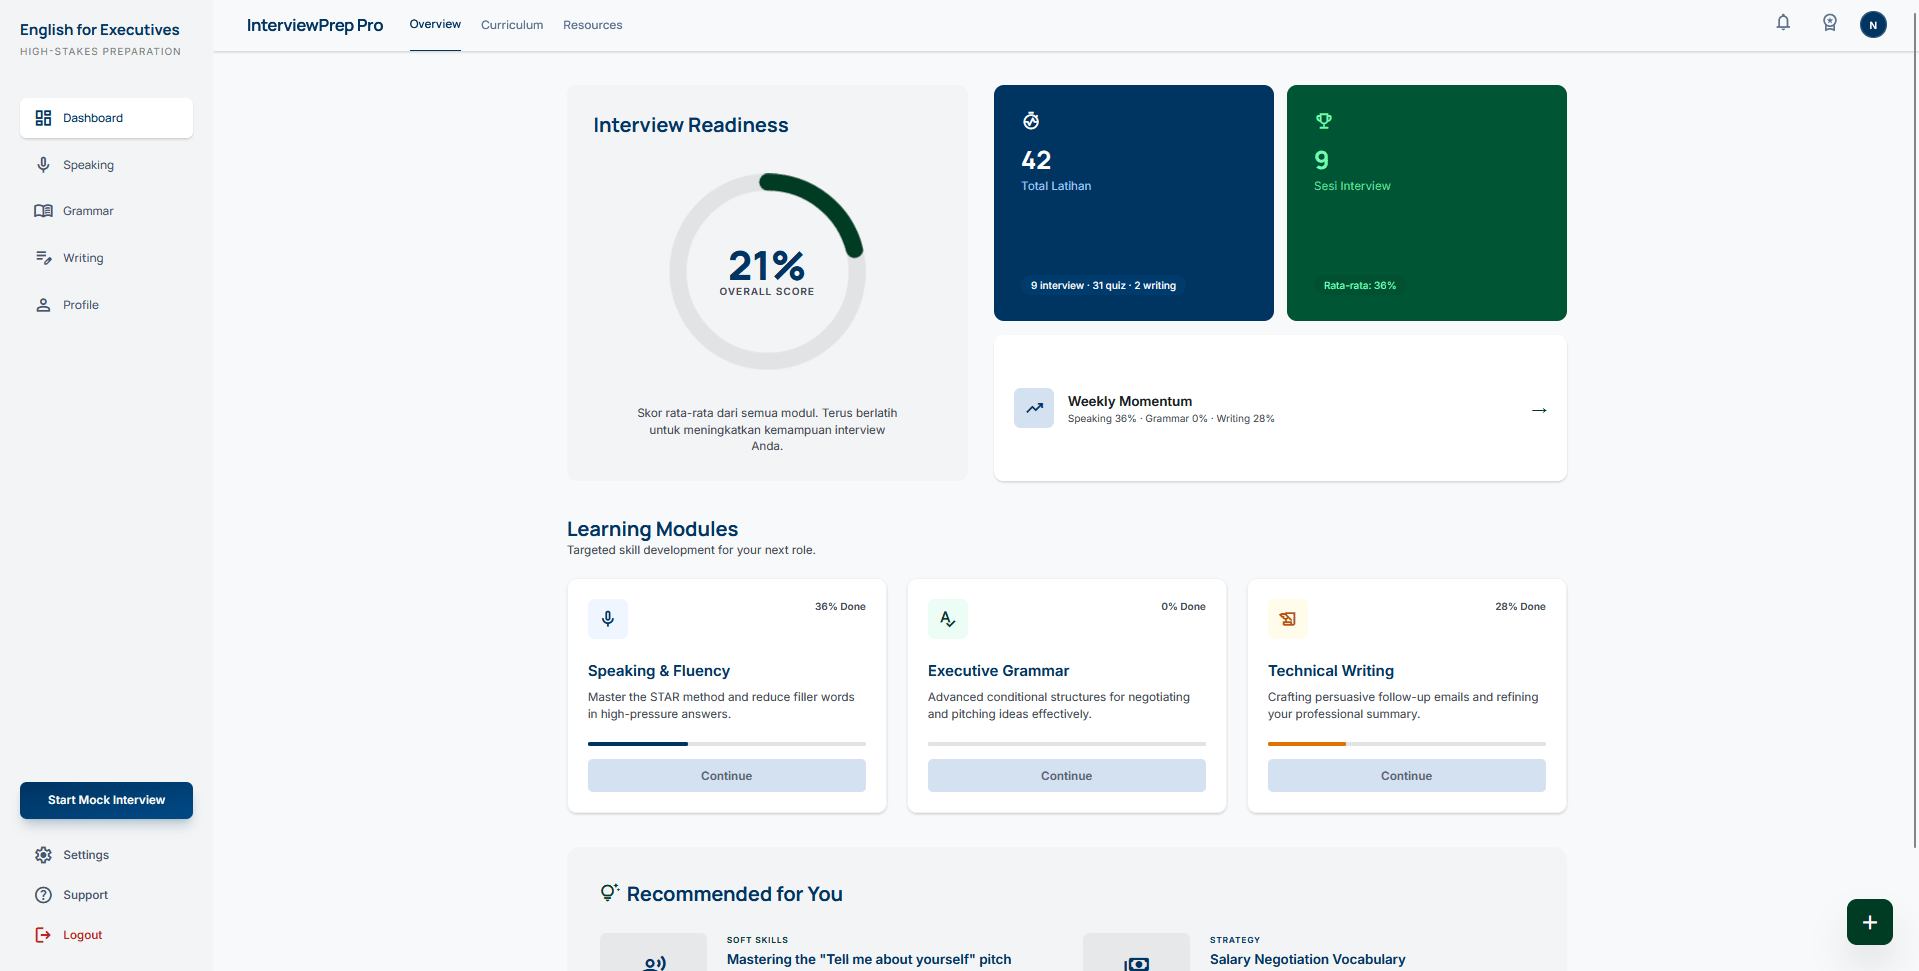 English for Executives
HIGH-STAKES PREPARATION
Dashboard
Speaking
Grammar
Writing
Profile
Start Mock Interview
Settings
Support
Logout
InterviewPrep Pro
Overview
Curriculum
Resources
N
Interview Readiness
21%
OVERALL SCORE
Skor rata-rata dari semua modul. Terus berlatih
untuk meningkatkan kemampuan interview
Anda.
42
Total Latihan
9 interview · 31 quiz · 2 writing
9
Sesi Interview
Rata-rata: 36%
Weekly Momentum
Speaking 36% · Grammar 0% · Writing 28%
→
Learning Modules
Targeted skill development for your next role.
36% Done
Speaking & Fluency
Master the STAR method and reduce filler words
in high-pressure answers.
Continue
0% Done
Executive Grammar
Advanced conditional structures for negotiating
and pitching ideas effectively.
Continue
28% Done
Technical Writing
Crafting persuasive follow-up emails and refining
your professional summary.
Continue
Recommended for You
SOFT SKILLS
Mastering the "Tell me about yourself" pitch
STRATEGY
Salary Negotiation Vocabulary
+